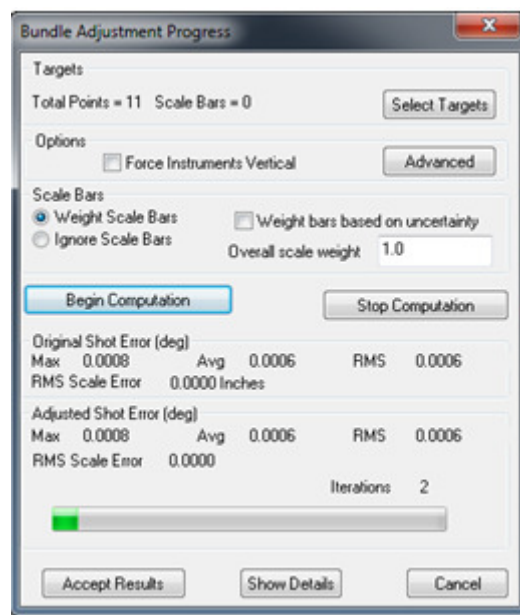 Bundle Adjustment Progress
Targets
Total Points = 11 Scale Bars = 0
Select Targets
Options
Force Instruments Vertical
Advanced
Scale Bars
Weight Scale Bars
Weight bars based on uncertainty
Ignore Scale Bars
Overall scale weight 1.0
Begin Computation
Stop Computation
Original Shot Error (deg)
Max 0.0008 Avg 0.0006 RMS 0.0006
RMS Scale Error 0.0000 Inches
Adjusted Shot Error (deg)
Max 0.0008 Avg 0.0006 RMS 0.0006
RMS Scale Error 0.0000
Iterations 2
Accept Results Show Details Cancel